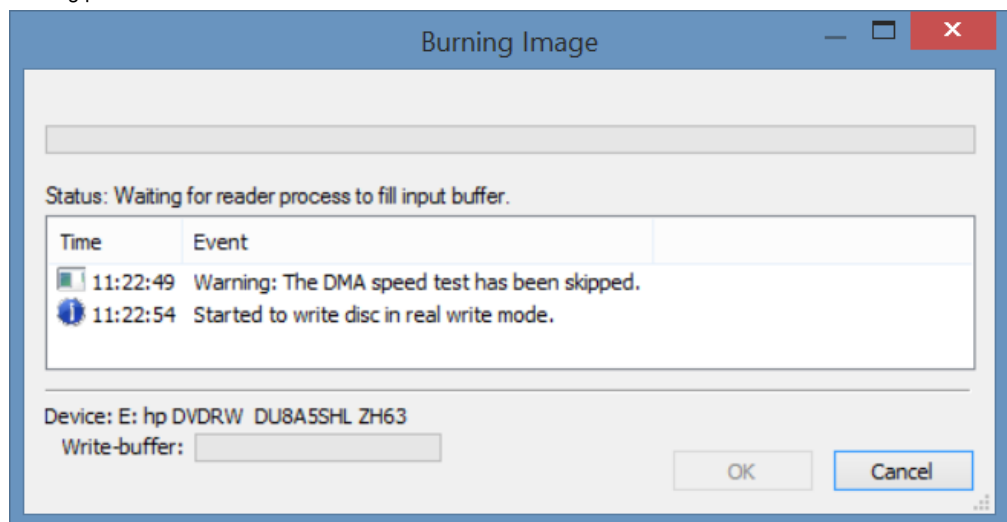 Burning Image
Status: Waiting for reader process to fill input buffer.
Time Event
11:22:49 Warning: The DMA speed test has been skipped.
11:22:54 Started to write disc in real write mode.
Device: E: hp DVDRW DU8A5SHL ZH63
Write-buffer:
OK Cancel